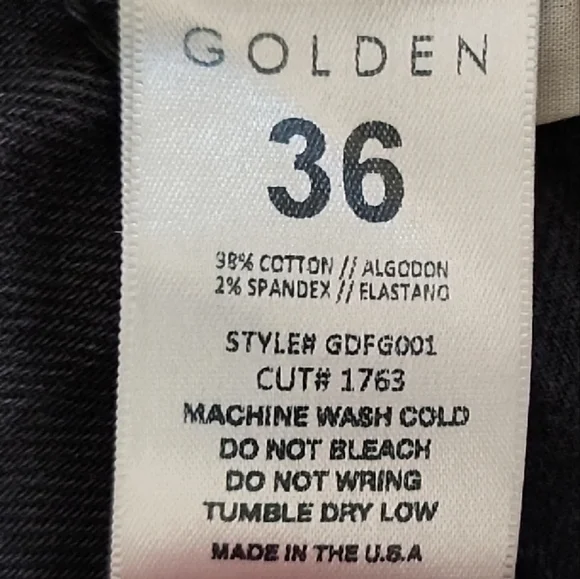 GOLDEN
36
98% COTTON // ALGODON
2% SPANDEX // ELASTANO
STYLE# GDFG001
CUT# 1763
MACHINE WASH COLD
DO NOT BLEACH
DO NOT WRING
TUMBLE DRY LOW
MADE IN THE U.S.A